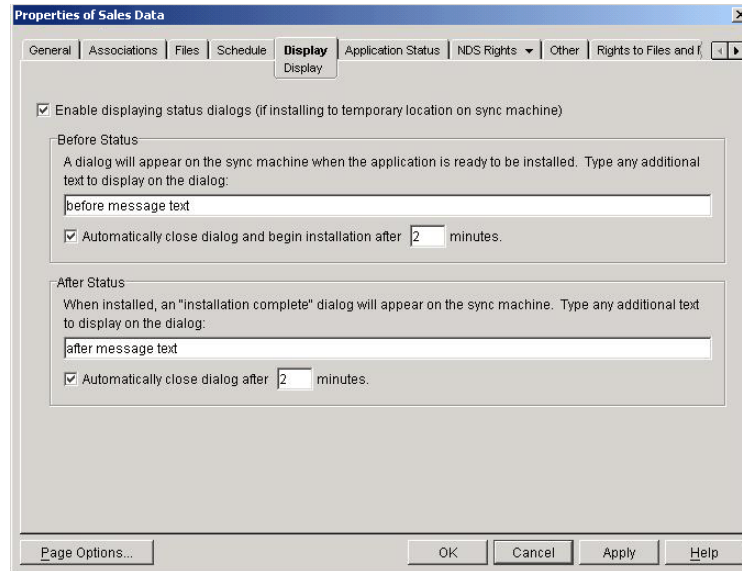 Properties of Sales Data
General Associations Files Schedule Display Application Status NDS Rights Other Rights to Files and
Display
Enable displaying status dialogs (if installing to temporary location on sync machine)
Before Status
A dialog will appear on the sync machine when the application is ready to be installed. Type any additional
text to display on the dialog:
before message text
Automatically close dialog and begin installation after 2 minutes.
After Status
When installed, an "installation complete" dialog will appear on the sync machine. Type any additional text
to display on the dialog:
after message text
Automatically close dialog after 2 minutes.
Page Options... OK Cancel Apply Help